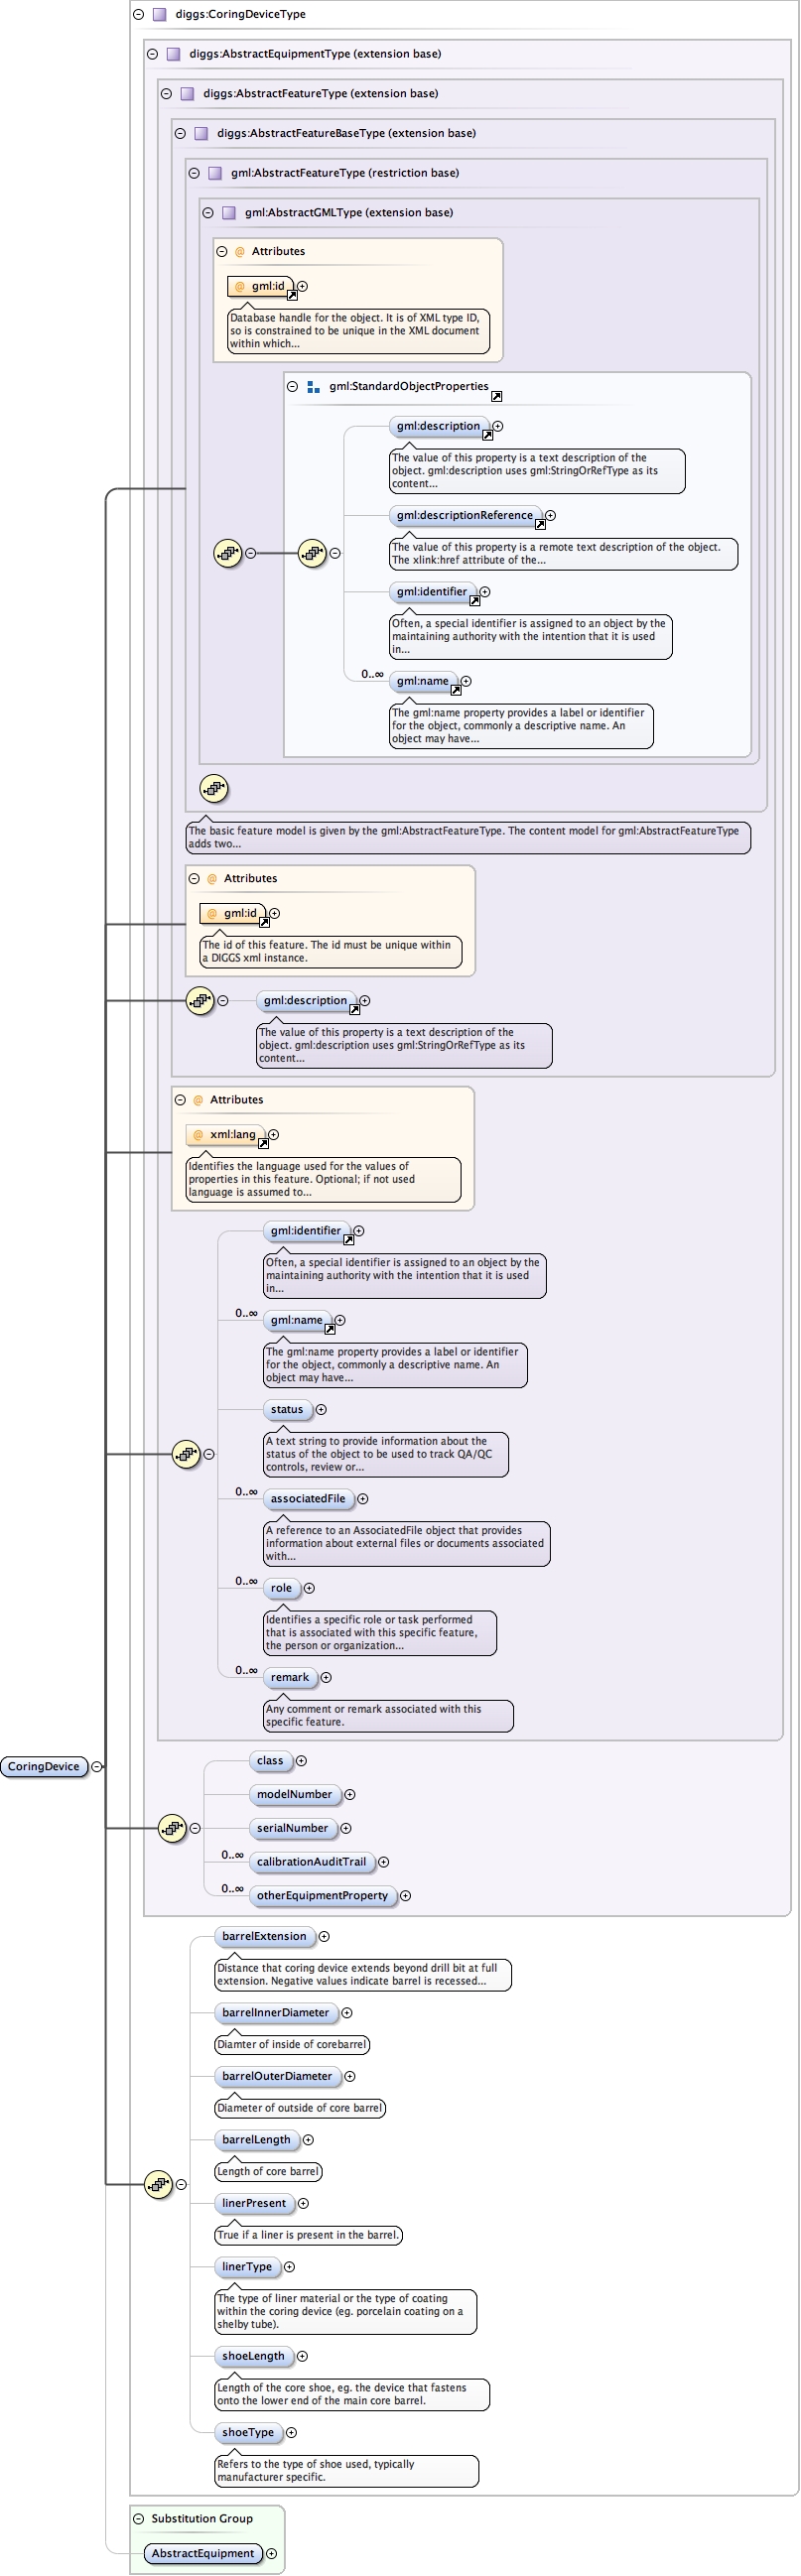 diggs:CoringDeviceType
diggs:AbstractEquipmentType (extension base)
diggs:AbstractFeatureType (extension base)
diggs:AbstractFeatureBaseType (extension base)
gml:AbstractFeatureType (restriction base)
gml:AbstractGMLType (extension base)
@ Attributes
@ gml:id
Database handle for the object. It is of XML type ID,
so is constrained to be unique in the XML document
within which...
gml:StandardObjectProperties
gml:description
The value of this property is a text description of the
object. gml:description uses gml:StringOrRefType as its
content...
gml:descriptionReference
The value of this property is a remote text description of the object.
The xlink:href attribute of the...
gml:identifier
Often, a special identifier is assigned to an object by the
maintaining authority with the intention that it is used
in...
0..∞
gml:name
The gml:name property provides a label or identifier
for the object, commonly a descriptive name. An
object may have...
The basic feature model is given by the gml:AbstractFeatureType. The content model for gml:AbstractFeatureType
adds two...
@ Attributes
@ gml:id
The id of this feature. The id must be unique within
a DIGGS xml instance.
gml:description
The value of this property is a text description of the
object. gml:description uses gml:StringOrRefType as its
content...
@ Attributes
@ xml:lang
Identifies the language used for the values of
properties in this feature. Optional; if not used
language is assumed to...
gml:identifier
Often, a special identifier is assigned to an object by the
maintaining authority with the intention that it is used
in...
0..∞
gml:name
The gml:name property provides a label or identifier
for the object, commonly a descriptive name. An
object may have...
status
A text string to provide information about the
status of the object to be used to track QA/QC
controls, review or...
0..∞
associatedFile
A reference to an AssociatedFile object that provides
information about external files or documents associated
with...
0..∞
role
Identifies a specific role or task performed
that is associated with this specific feature,
the person or organization...
0..∞
remark
Any comment or remark associated with this
specific feature.
CoringDevice
class
modelNumber
serialNumber
0..∞
calibrationAuditTrail
0..∞
otherEquipmentProperty
barrelExtension
Distance that coring device extends beyond drill bit at full
extension. Negative values indicate barrel is recessed...
barrelInnerDiameter
Diamter of inside of corebarrel
barrelOuterDiameter
Diameter of outside of core barrel
barrelLength
Length of core barrel
linerPresent
True if a liner is present in the barrel.
linerType
The type of liner material or the type of coating
within the coring device (eg. porcelain coating on a
shelby tube).
shoeLength
Length of the core shoe, eg. the device that fastens
onto the lower end of the main core barrel.
shoeType
Refers to the type of shoe used, typically
manufacturer specific.
Substitution Group
AbstractEquipment